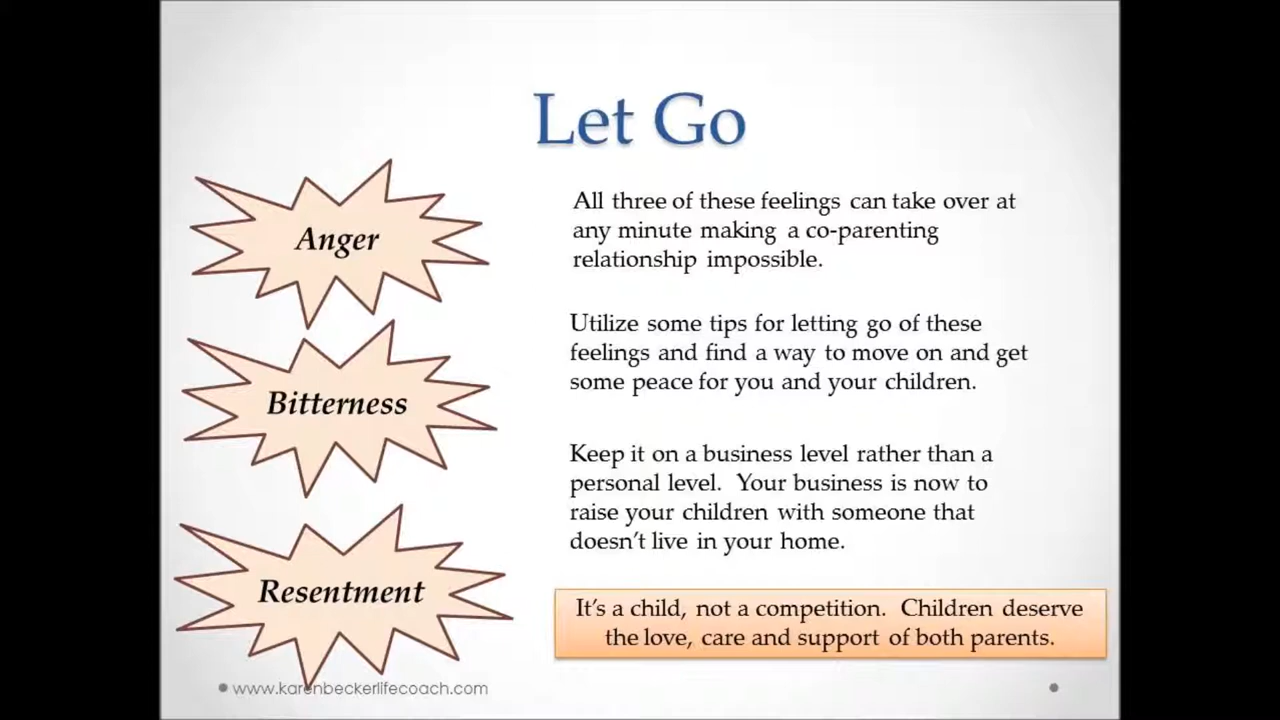 Let Go
Anger
Bitterness
Resentment
All three of these feelings can take over at
any minute making a co-parenting
relationship impossible.
Utilize some tips for letting go of these
feelings and find a way to move on and get
some peace for you and your children.
Keep it on a business level rather than a
personal level. Your business is now to
raise your children with someone that
doesn't live in your home.
It's a child, not a competition. Children deserve
the love, care and support of both parents.
www.karenbeckerlifecoach.com